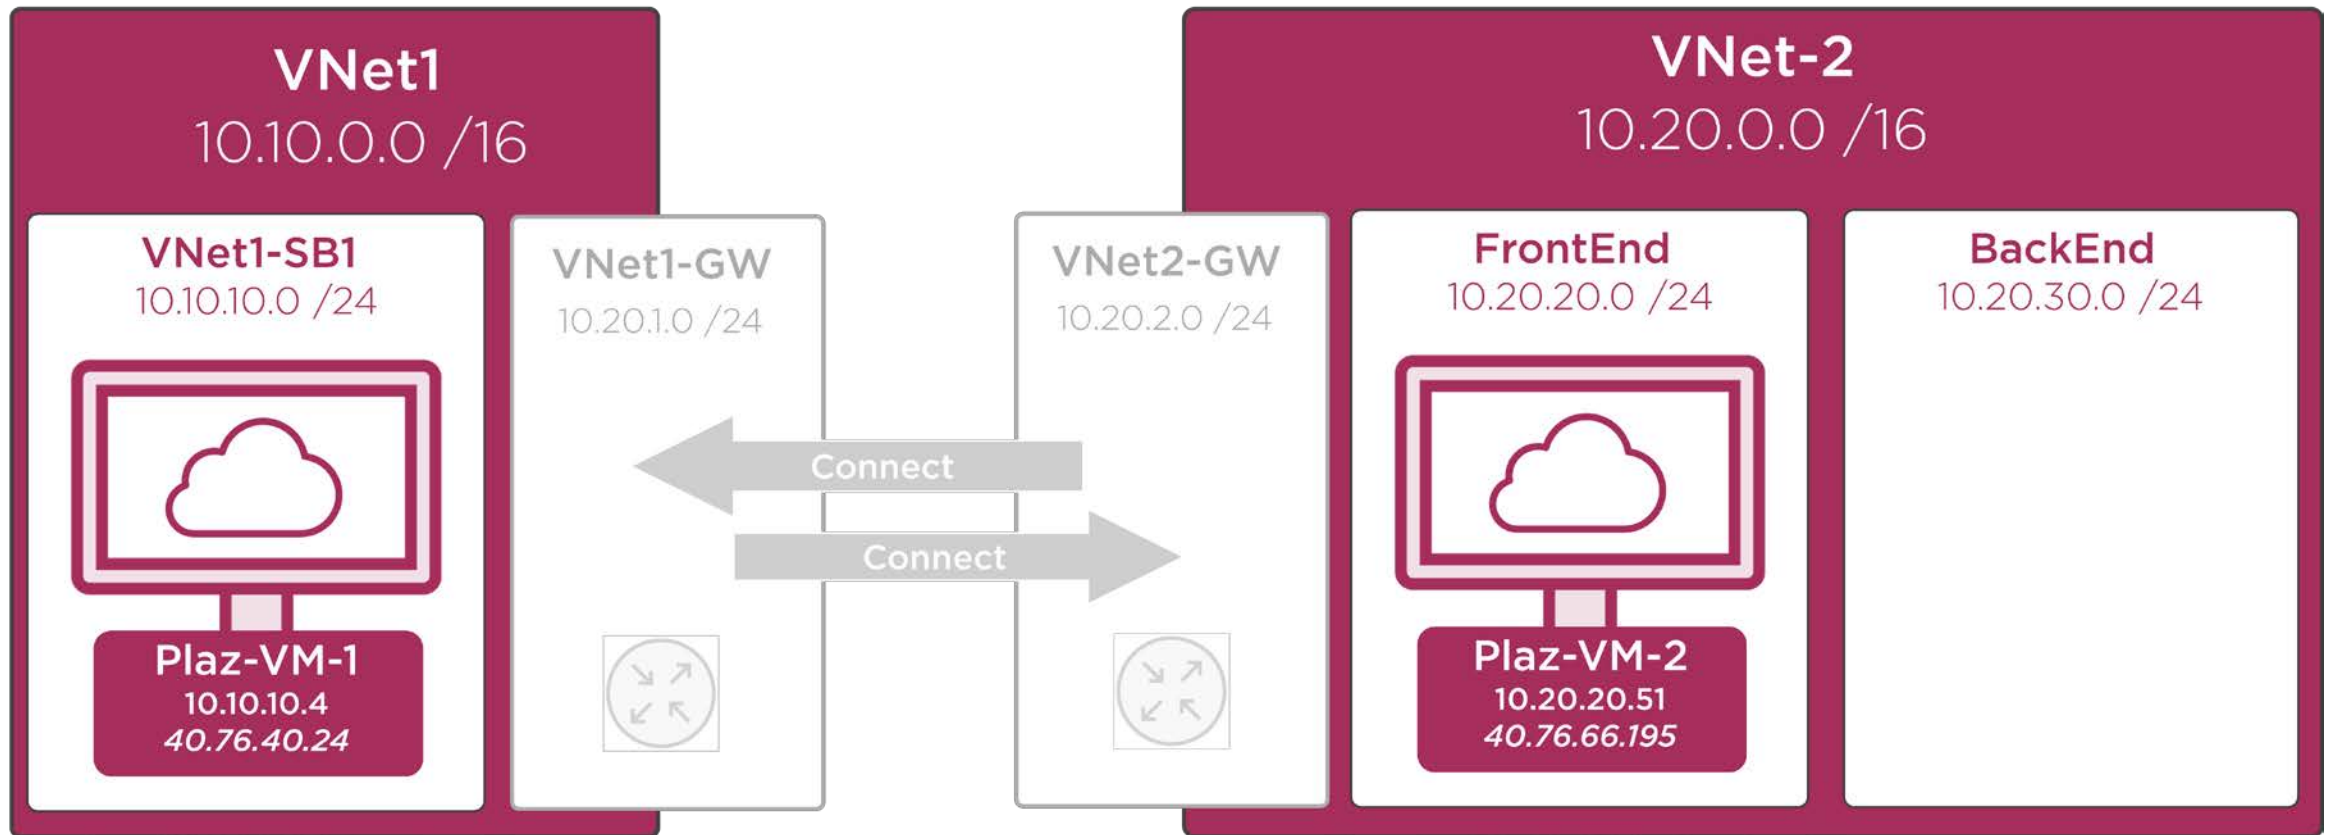 VNet1
10.10.0.0 /16
VNet1-SB1
10.10.10.0 /24
Plaz-VM-1
10.10.10.4
40.76.40.24
VNet1-GW
10.20.1.0 /24
Connect
Connect
VNet-2
10.20.0.0 /16
VNet2-GW
10.20.2.0 /24
FrontEnd
10.20.20.0 /24
Plaz-VM-2
10.20.20.51
40.76.66.195
BackEnd
10.20.30.0 /24